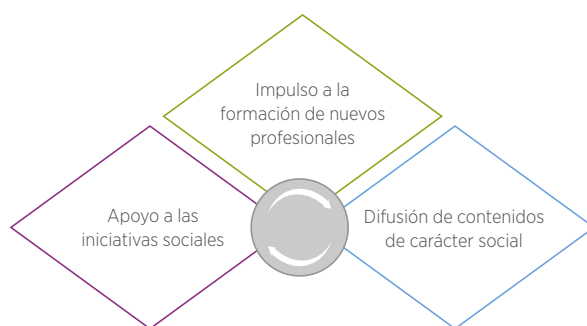 Impulso a la
formación de nuevos
profesionales
Apoyo a las
iniciativas sociales
Difusión de contenidos
de carácter social